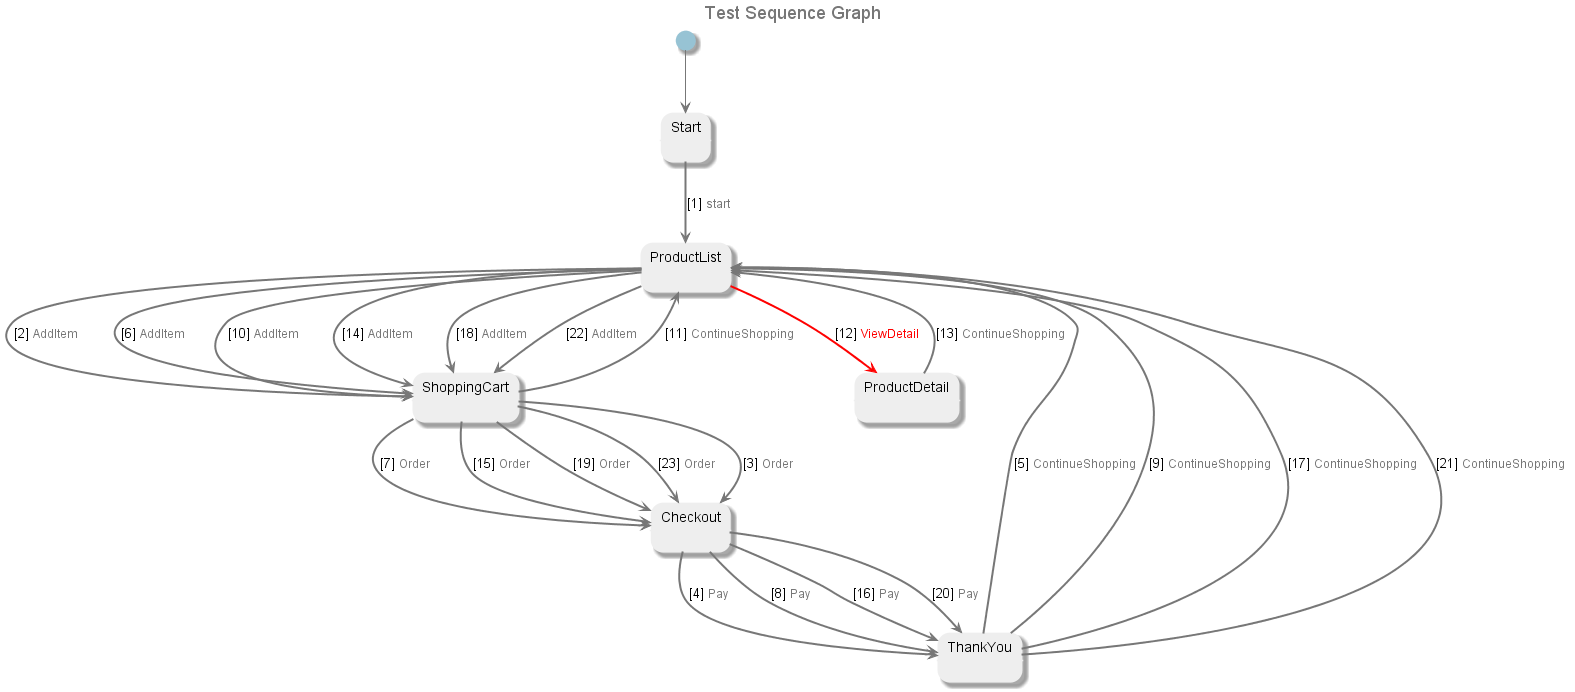 Test Sequence Graph
Start
[1] start
ProductList
[2] AddItem
[6] AddItem
[10] AddItem
[14] AddItem
[18] AddItem
[22] AddItem
[11] ContinueShopping
[12] ViewDetail
[13] ContinueShopping
ShoppingCart
ProductDetail
[7] Order
[15] Order
[19] Order
[23] Order
[3] Order
[5] ContinueShopping
[9] ContinueShopping
[17] ContinueShopping
[21] ContinueShopping
Checkout
[4] Pay
[8] Pay
[16] Pay
[20] Pay
ThankYou